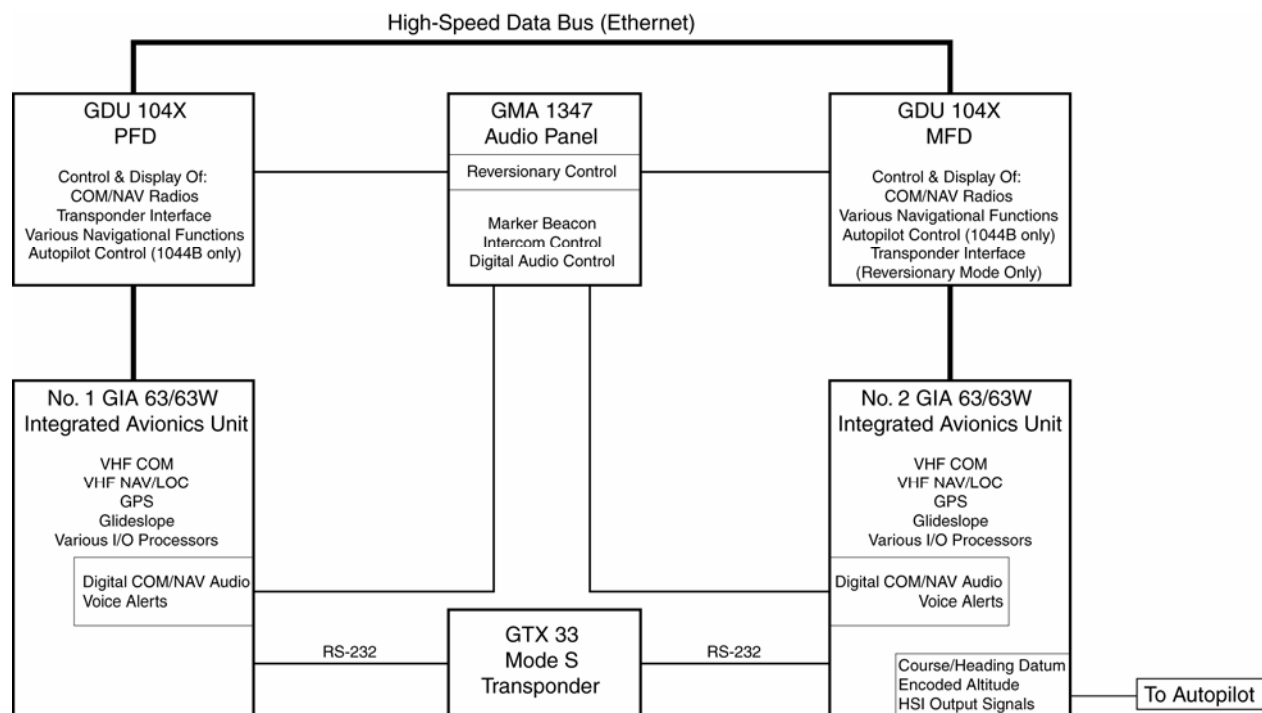 High-Speed Data Bus (Ethernet)
GDU 104X
PFD
Control & Display Of:
COM/NAV Radios
Transponder Interface
Various Navigational Functions
Autopilot Control (1044B only)
GMA 1347
Audio Panel
Reversionary Control
Marker Beacon
Intercom Control
Digital Audio Control
GDU 104X
MFD
Control & Display Of:
COM/NAV Radios
Various Navigational Functions
Autopilot Control (1044B only)
Transponder Interface
(Reversionary Mode Only)
No. 1 GIA 63/63W
Integrated Avionics Unit
VHF COM
VHF NAV/LOC
GPS
Glideslope
Various I/O Processors
Digital COM/NAV Audio
Voice Alerts
RS-232
GTX 33
Mode S
Transponder
RS-232
No. 2 GIA 63/63W
Integrated Avionics Unit
VHF COM
VHF NAV/LOC
GPS
Glideslope
Various I/O Processors
Digital COM/NAV Audio
Voice Alerts
Course/Heading Datum
Encoded Altitude
HSI Output Signals
To Autopilot